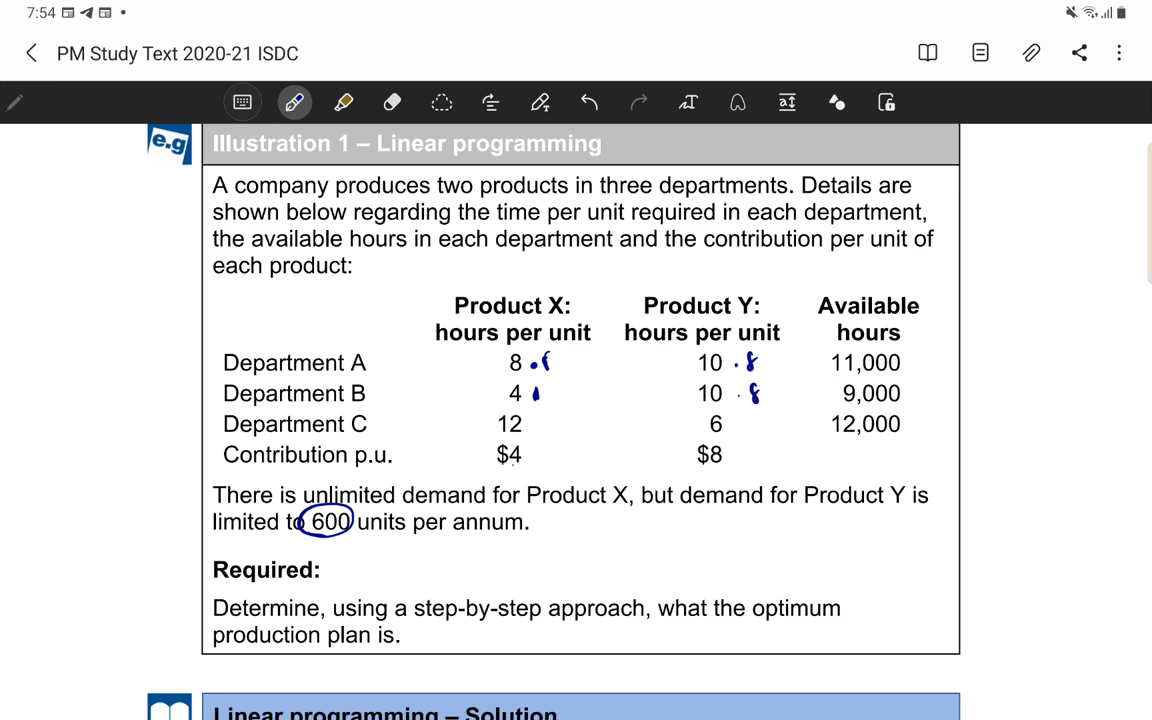 7:54
PM Study Text 2020-21 ISDC
e.g
Illustration 1 – Linear programming
A company produces two products in three departments. Details are
shown below regarding the time per unit required in each department,
the available hours in each department and the contribution per unit of
each product:
Product X: Product Y: Available
hours per unit hours per unit hours
Department A 8 10 .8 11,000
Department B 4 10 .8 9,000
Department C 12 6 12,000
Contribution p.u. $4 $8
There is unlimited demand for Product X, but demand for Product Y is
limited to 600 units per annum.
Required:
Determine, using a step-by-step approach, what the optimum
production plan is.
Linear programming – Solution